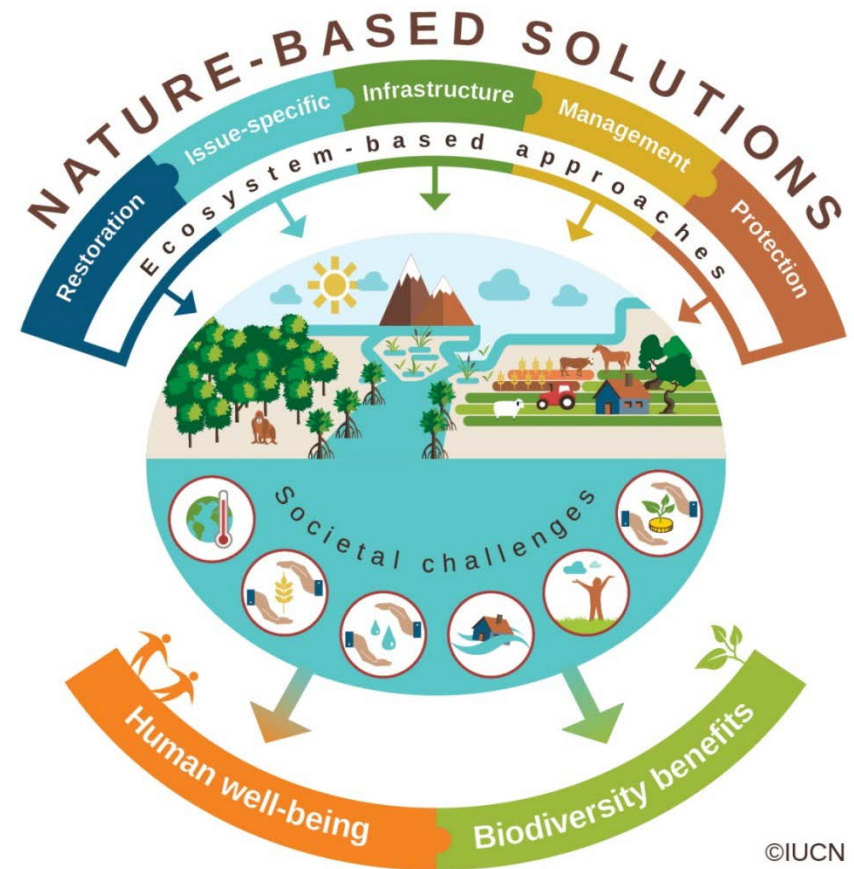 NATURE-BASED SOLUTIONS
Restoration
Issue-specific
Infrastructure
Management
Protection
Ecosystem-based approaches
Societal challenges
Human well-being
Biodiversity benefits
©IUCN